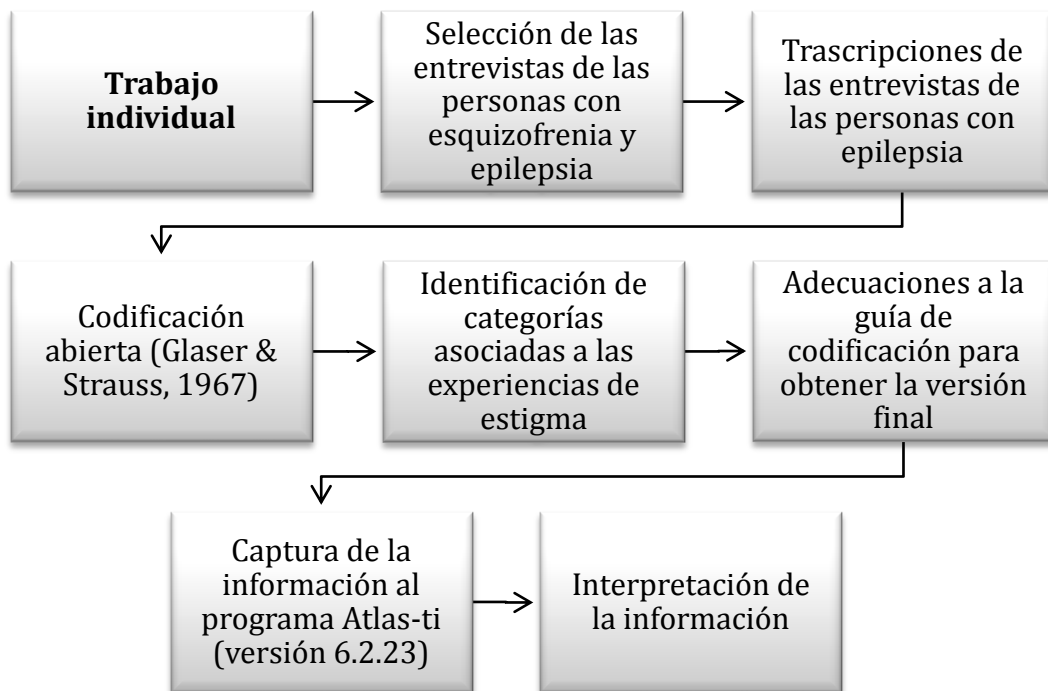 Trabajo
individual
Selección de las
entrevistas de las
personas con
esquizofrenia y
epilepsia
Trascripciones de
las entrevistas de
las personas con
epilepsia
Codificación
abierta (Glaser &
Strauss, 1967)
Identificación de
categorías
asociadas a las
experiencias de
estigma
Adecuaciones a la
guía de
codificación para
obtener la versión
final
Captura de la
información al
programa Atlas-ti
(versión 6.2.23)
Interpretación de
la información